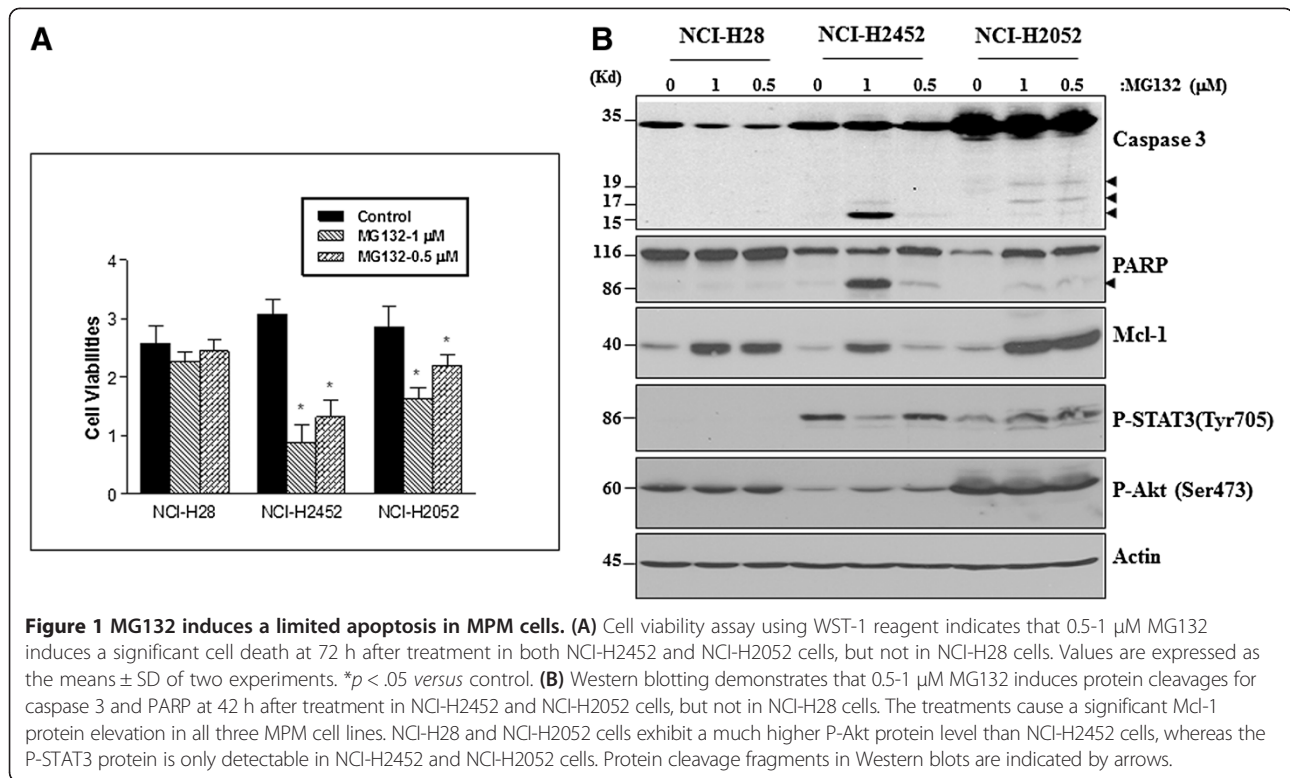 A
Control
MG132-1 μM
MG132-0.5 μM
4
3
2
1
0
Cell Viabilities
* * * *
NCI-H28 NCI-H2452 NCI-H2052
B
NCI-H28 NCI-H2452 NCI-H2052
(Kd) 0 1 0.5 0 1 0.5 0 1 0.5 :MG132 (μM)
35
Caspase 3
19
17
15
116
PARP
86
Mcl-1
40
86 P-STAT3(Tyr705)
60 P-Akt (Ser473)
45 Actin
Figure 1 MG132 induces a limited apoptosis in MPM cells. (A) Cell viability assay using WST-1 reagent indicates that 0.5-1 μM MG132
induces a significant cell death at 72 h after treatment in both NCI-H2452 and NCI-H2052 cells, but not in NCI-H28 cells. Values are expressed as
the means ± SD of two experiments. *p < .05 versus control. (B) Western blotting demonstrates that 0.5-1 μM MG132 induces protein cleavages for
caspase 3 and PARP at 42 h after treatment in NCI-H2452 and NCI-H2052 cells, but not in NCI-H28 cells. The treatments cause a significant Mcl-1
protein elevation in all three MPM cell lines. NCI-H28 and NCI-H2052 cells exhibit a much higher P-Akt protein level than NCI-H2452 cells, whereas the
P-STAT3 protein is only detectable in NCI-H2452 and NCI-H2052 cells. Protein cleavage fragments in Western blots are indicated by arrows.